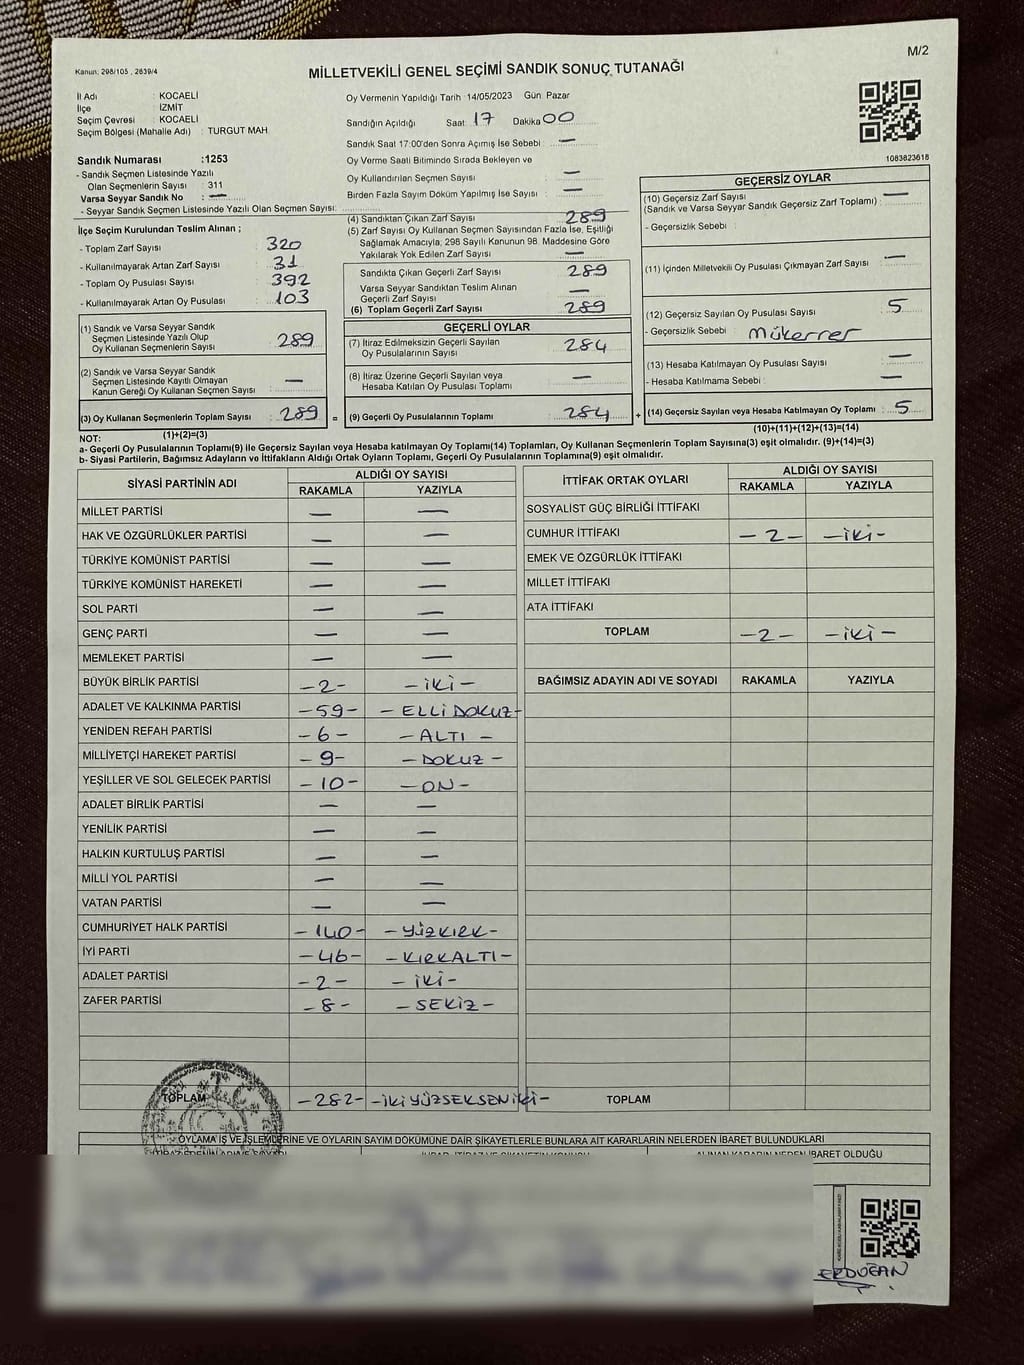 M/2
Kanun: 298/105 , 2839/4
MİLLETVEKİLİ GENEL SEÇİMİ SANDIK SONUÇ TUTANAĞI
İl Adı : KOCAELİ
İlçe : İZMİT
Seçim Çevresi : KOCAELİ
Seçim Bölgesi (Mahalle Adı) : TURGUT MAH.
Oy Vermenin Yapıldığı Tarih :14/05/2023 Gün: Pazar
Sandığın Açıldığı Saat: 17 Dakika 00
Sandık Saat 17:00'den Sonra Açımış İse Sebebi : —
Oy Verme Saati Bitiminde Sırada Bekleyen ve
Oy Kullandırılan Seçmen Sayısı : —
Birden Fazla Sayım Döküm Yapılmış İse Sayısı : —
1083823618
Sandık Numarası :1253
- Sandık Seçmen Listesinde Yazılı
Olan Seçmenlerin Sayısı : 311
Varsa Seyyar Sandık No : —
- Seyyar Sandık Seçmen Listesinde Yazılı Olan Seçmen Sayısı:
İlçe Seçim Kurulundan Teslim Alınan ;
- Toplam Zarf Sayısı : 320
- Kullanılmayarak Artan Zarf Sayısı : 31
- Toplam Oy Pusulası Sayısı : 392
- Kullanılmayarak Artan Oy Pusulası : 103
(1) Sandık ve Varsa Seyyar Sandık
Seçmen Listesinde Yazılı Olup
Oy Kullanan Seçmenlerin Sayısı : 289
(2) Sandık ve Varsa Seyyar Sandık
Seçmen Listesinde Kayıtlı Olmayan
Kanun Gereği Oy Kullanan Seçmen Sayısı : —
(3) Oy Kullanan Seçmenlerin Toplam Sayısı : 289 =
(1)+(2)=(3)
(4) Sandıktan Çıkan Zarf Sayısı : 289
(5) Zarf Sayısı Oy Kullanan Seçmen Sayısından Fazla İse, Eşitliği
Sağlamak Amacıyla, 298 Sayılı Kanunun 98. Maddesine Göre
Yakılarak Yok Edilen Zarf Sayısı : —
Sandıkta Çıkan Geçerli Zarf Sayısı : 289
Varsa Seyyar Sandıktan Teslim Alınan
Geçerli Zarf Sayısı : —
(6) Toplam Geçerli Zarf Sayısı : 289
GEÇERLİ OYLAR
(7) İtiraz Edilmeksizin Geçerli Sayılan
Oy Pusulalarının Sayısı : 284
(8) İtiraz Üzerine Geçerli Sayılan veya
Hesaba Katılan Oy Pusulası Toplamı : —
(9) Geçerli Oy Pusulalarının Toplamı : 284 +
GEÇERSİZ OYLAR
(10) Geçersiz Zarf Sayısı
(Sandık ve Varsa Seyyar Sandık Geçersiz Zarf Toplamı) : —
- Geçersizlik Sebebi :
(11) İçinden Milletvekili Oy Pusulası Çıkmayan Zarf Sayısı : —
(12) Geçersiz Sayılan Oy Pusulası Sayısı : 5
- Geçersizlik Sebebi : Mükerrer
(13) Hesaba Katılmayan Oy Pusulası Sayısı : —
- Hesaba Katılmama Sebebi : —
(14) Geçersiz Sayılan veya Hesaba Katılmayan Oy Toplamı : 5
(10)+(11)+(12)+(13)=(14)
NOT:
a- Geçerli Oy Pusulalarının Toplamı(9) ile Geçersiz Sayılan veya Hesaba katılmayan Oy Toplamı(14) Toplamları, Oy Kullanan Seçmenlerin Toplam Sayısına(3) eşit olmalıdır. (9)+(14)=(3)
b- Siyasi Partilerin, Bağımsız Adayların ve İttifakların Aldığı Ortak Oyların Toplamı, Geçerli Oy Pusulalarının Toplamına(9) eşit olmalıdır.
SİYASİ PARTİNİN ADI ALDIĞI OY SAYISI
RAKAMLA YAZIYLA
MİLLET PARTİSİ — —
HAK VE ÖZGÜRLÜKLER PARTİSİ — —
TÜRKİYE KOMÜNİST PARTİSİ — —
TÜRKİYE KOMÜNİST HAREKETİ — —
SOL PARTİ — —
GENÇ PARTİ — —
MEMLEKET PARTİSİ — —
BÜYÜK BİRLİK PARTİSİ -2- -İKİ-
ADALET VE KALKINMA PARTİSİ -59- -ELLİ DOKUZ-
YENİDEN REFAH PARTİSİ -6- -ALTI-
MİLLİYETÇİ HAREKET PARTİSİ -9- -DOKUZ-
YEŞİLLER VE SOL GELECEK PARTİSİ -10- -ON-
ADALET BİRLİK PARTİSİ — —
YENİLİK PARTİSİ — —
HALKIN KURTULUŞ PARTİSİ — —
MİLLİ YOL PARTİSİ — —
VATAN PARTİSİ — —
CUMHURİYET HALK PARTİSİ -140- -YÜZKIRK-
İYİ PARTİ -46- -KIRKALTI-
ADALET PARTİSİ -2- -İKİ-
ZAFER PARTİSİ -8- -SEKİZ-
TOPLAM -282- -İKİYÜZSEKSENİKİ-
İTTİFAK ORTAK OYLARI ALDIĞI OY SAYISI
RAKAMLA YAZIYLA
SOSYALİST GÜÇ BİRLİĞİ İTTİFAKI
CUMHUR İTTİFAKI -2- -İKİ-
EMEK VE ÖZGÜRLÜK İTTİFAKI
MİLLET İTTİFAKI
ATA İTTİFAKI
TOPLAM -2- -İKİ-
BAĞIMSIZ ADAYIN ADI VE SOYADI RAKAMLA YAZIYLA
TOPLAM
OYLAMA İŞ VE İŞLEMLERİNE VE OYLARIN SAYIM DÖKÜMÜNE DAİR ŞİKAYETLERLE BUNLARA AİT KARARLARIN NELERDEN İBARET BULUNDUKLARI
ALINAN KARARIN NEDEN İBARET OLDUĞU
ERDOĞAN